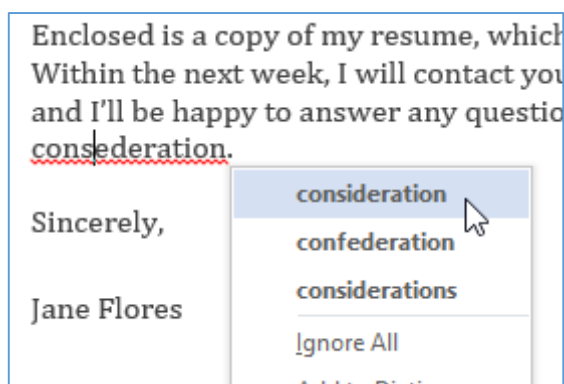 Enclosed is a copy of my resume, which
Within the next week, I will contact you
and I'll be happy to answer any questio
consederation.
consideration
Sincerely,
confederation
considerations
Jane Flores
Ignore All